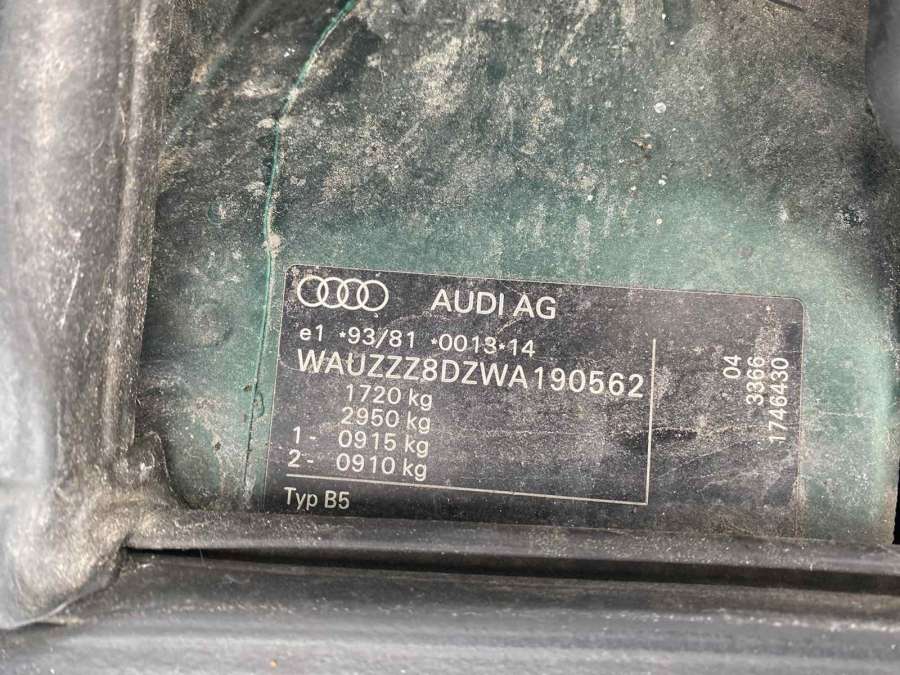 AUDI AG
e1 *93/81 *0013*14
WAUZZZ8DZWA190562
1720 kg
2950 kg
1- 0915 kg
2- 0910 kg
Typ B5
04
3366
1746430